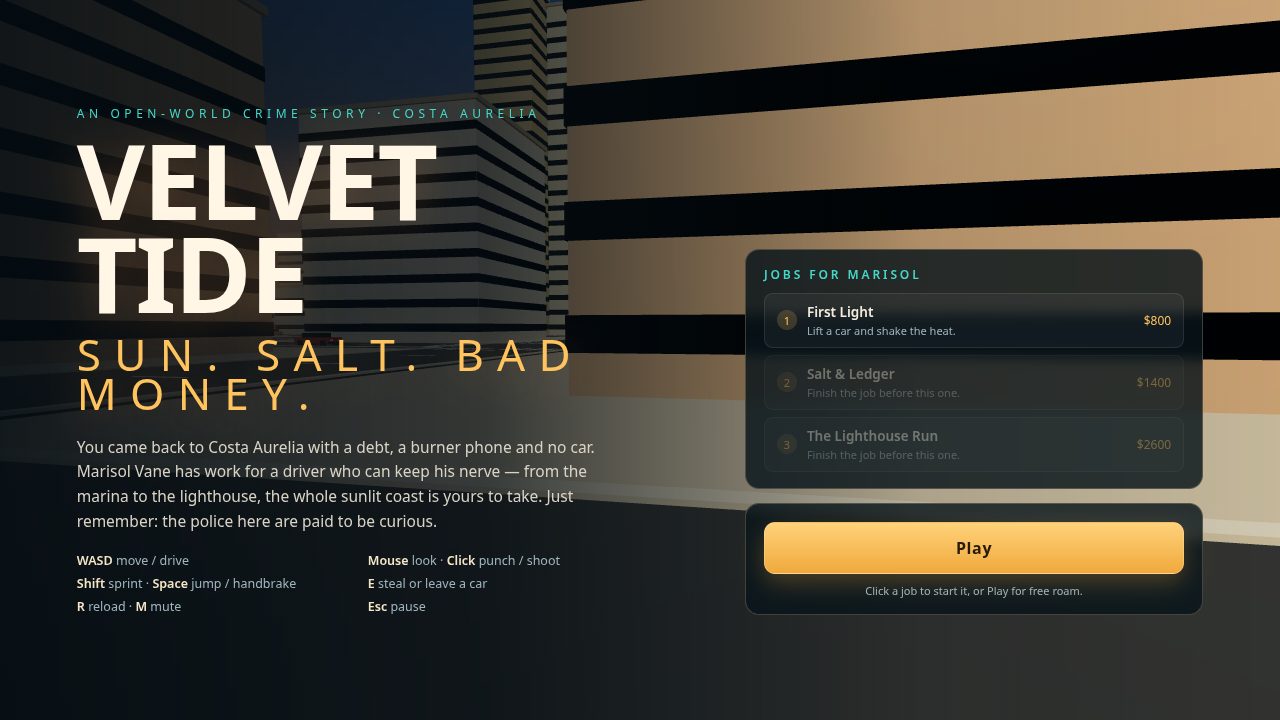 AN OPEN-WORLD CRIME STORY · COSTA AURELIA
VELVET
TIDE
SUN. SALT. BAD
MONEY.
You came back to Costa Aurelia with a debt, a burner phone and no car.
Marisol Vane has work for a driver who can keep his nerve — from the
marina to the lighthouse, the whole sunlit coast is yours to take. Just
remember: the police here are paid to be curious.
WASD move / drive
Mouse look · Click punch / shoot
Shift sprint · Space jump / handbrake
E steal or leave a car
R reload · M mute
Esc pause
JOBS FOR MARISOL
1 First Light $800
Lift a car and shake the heat.
2 Salt & Ledger $1400
Finish the job before this one.
3 The Lighthouse Run $2600
Finish the job before this one.
Play
Click a job to start it, or Play for free roam.